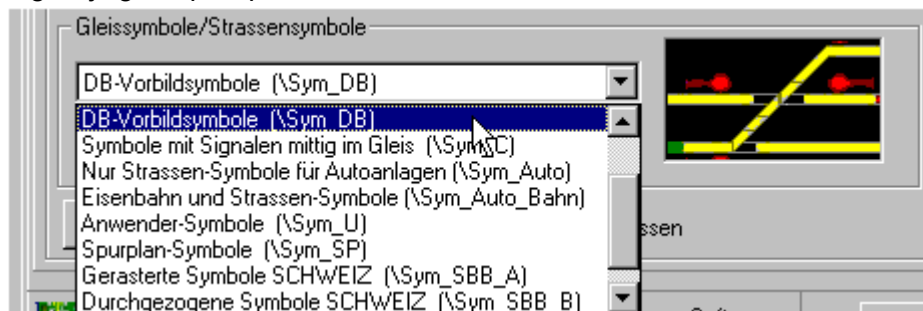 Gleissymbole/Strassensymbole
DB-Vorbildsymbole (\Sym_DB)
DB-Vorbildsymbole (\Sym_DB)
Symbole mit Signalen mittig im Gleis (\Sym_C)
Nur Strassen-Symbole für Autoanlagen (\Sym_Auto)
Eisenbahn und Strassen-Symbole (\Sym_Auto_Bahn)
Anwender-Symbole (\Sym_U)
ssen
Spurplan-Symbole (\Sym_SP)
Gerasterte Symbole SCHWEIZ (\Sym_SBB_A)
Durchgezogene Symbole SCHWEIZ (\Sym_SBB_B)